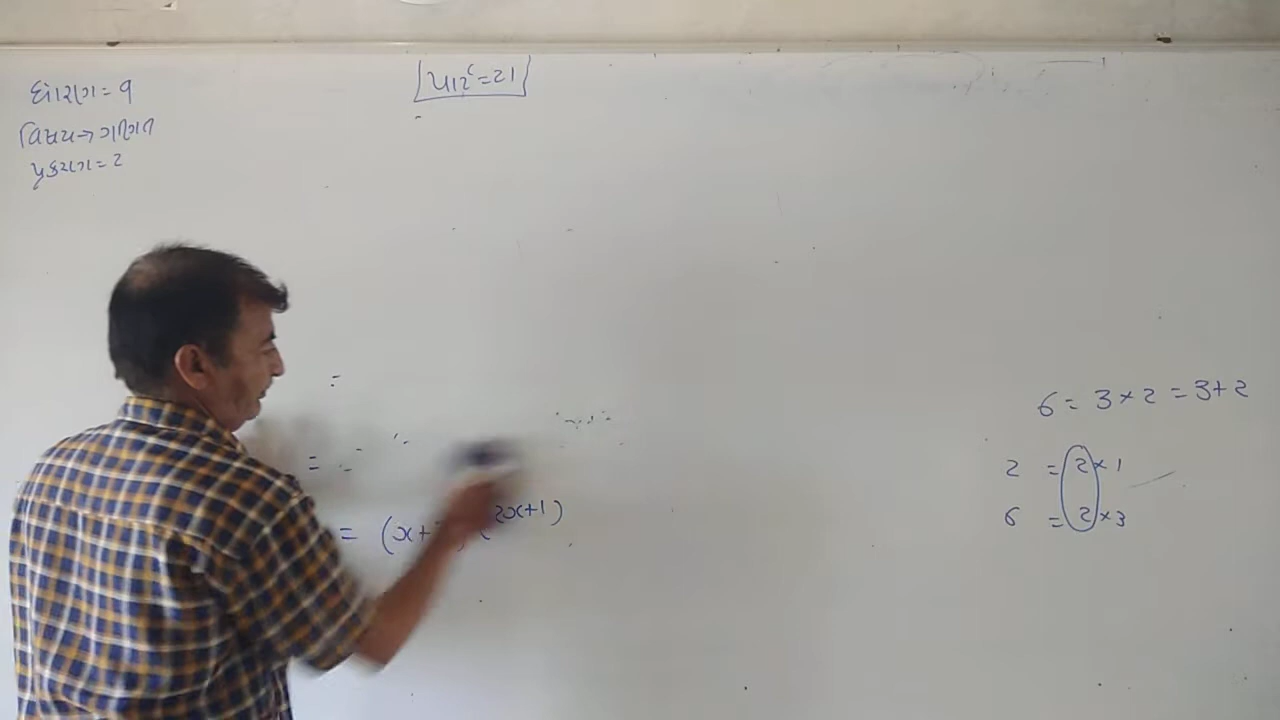 ધોરણ = 9
વિષય → ગણિત
પ્રકરણ = 2
પાર્ટ = 21
6 = 3 × 2 = 3 + 2
2 = 2 × 1
6 = 2 × 3
= (x + 2x + 1)